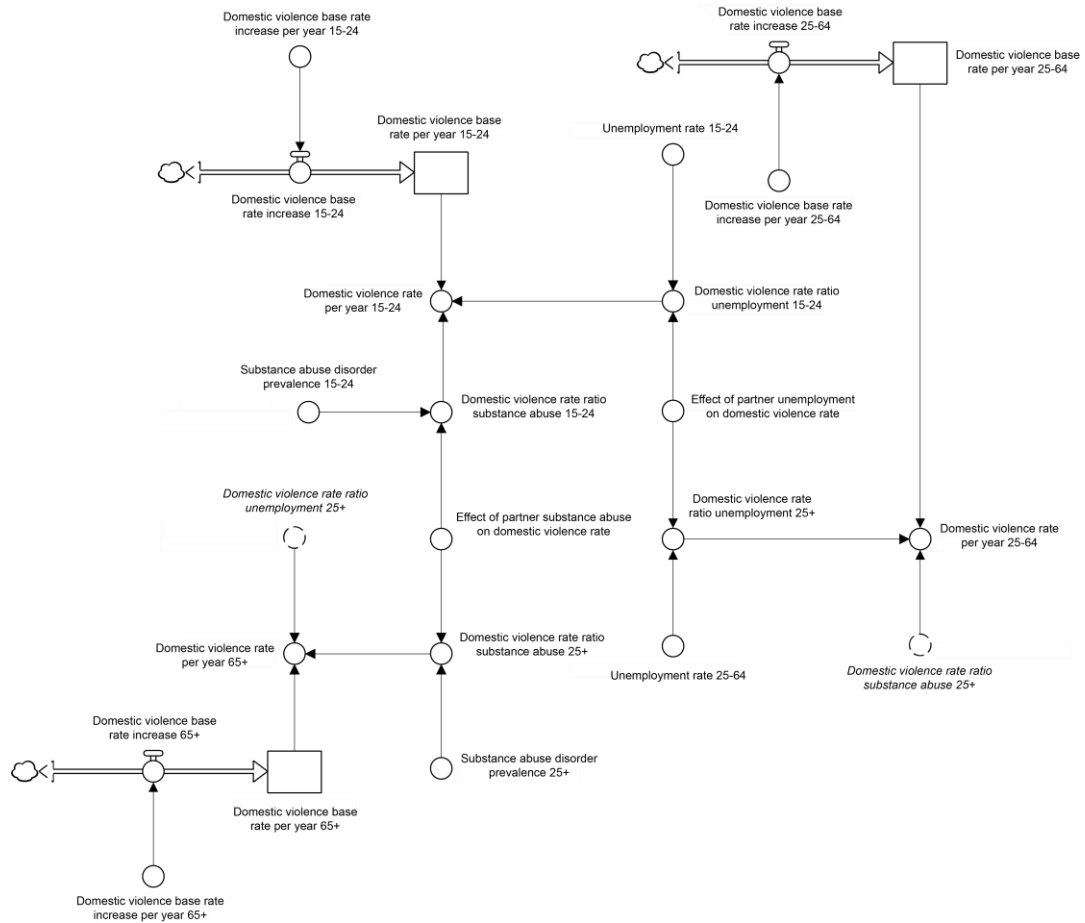 Domestic violence base
rate increase per year 15-24
Domestic violence base
rate increase 25-64
Domestic violence base
rate per year 25-64
Domestic violence base
rate per year 15-24
Unemployment rate 15-24
Domestic violence base
rate increase 15-24
Domestic violence base
rate increase per year 25-64
Domestic violence rate
per year 15-24
Domestic violence rate ratio
unemployment 15-24
Substance abuse disorder
prevalence 15-24
Domestic violence rate ratio
substance abuse 15-24
Effect of partner unemployment
on domestic violence rate
Domestic violence rate ratio
unemployment 25+
Effect of partner substance abuse
on domestic violence rate
Domestic violence rate
ratio unemployment 25+
Domestic violence rate
per year 25-64
Domestic violence rate
per year 65+
Domestic violence rate ratio
substance abuse 25+
Unemployment rate 25-64
Domestic violence rate ratio
substance abuse 25+
Domestic violence base
rate increase 65+
Substance abuse disorder
prevalence 25+
Domestic violence base
rate per year 65+
Domestic violence base rate
increase per year 65+